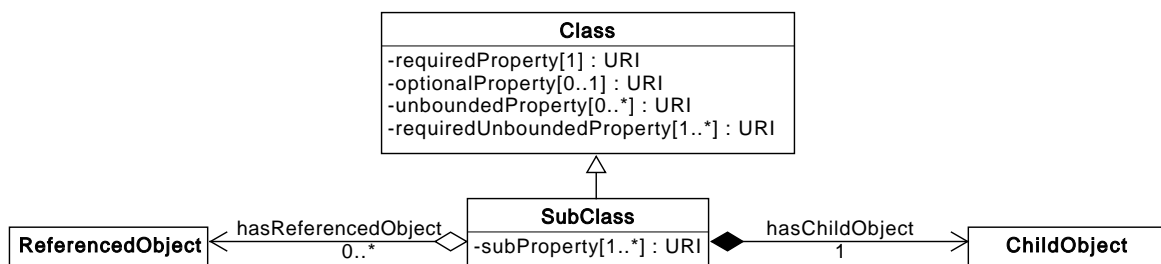 Class
-requiredProperty[1] : URI
-optionalProperty[0..1] : URI
-unboundedProperty[0..*] : URI
-requiredUnboundedProperty[1..*] : URI
ReferencedObject
hasReferencedObject
0..*
SubClass
-subProperty[1..*] : URI
hasChildObject
1
ChildObject